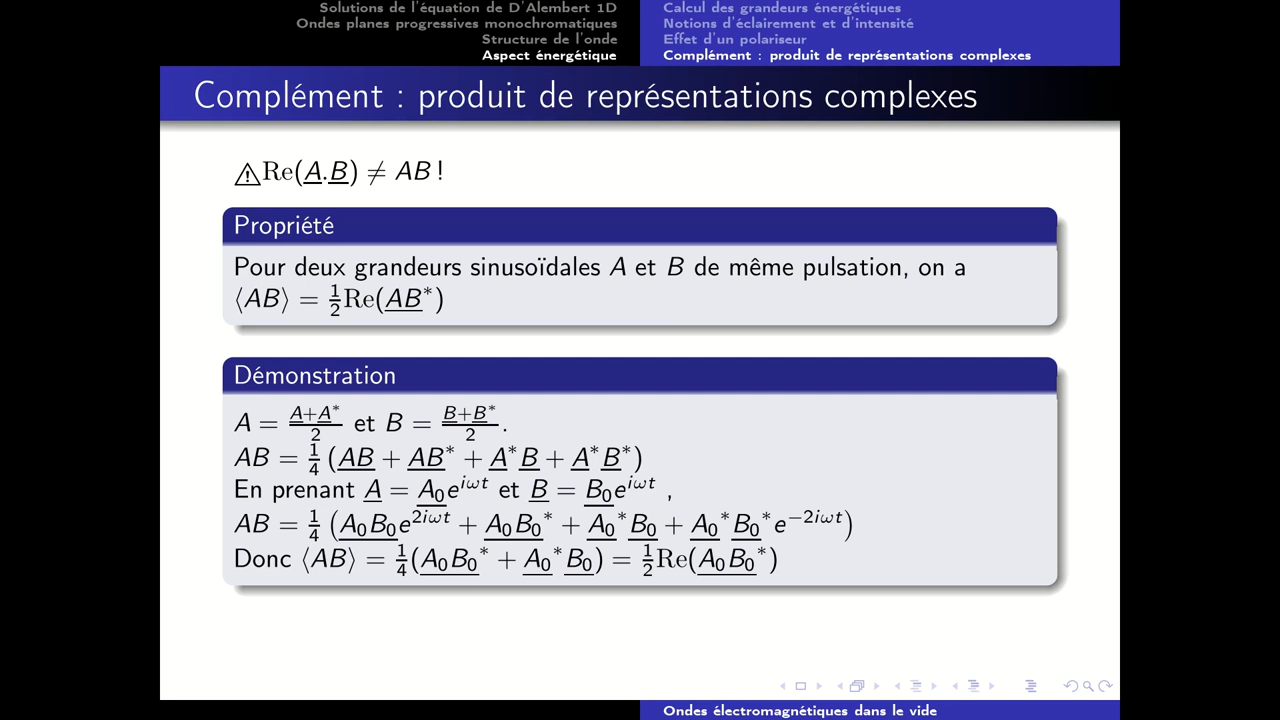 Solutions de l'équation de D'Alembert 1D
Ondes planes progressives monochromatiques
Structure de l'onde
Aspect énergétique
Calcul des grandeurs énergétiques
Notions d'éclairement et d'intensité
Effet d'un polariseur
Complément : produit de représentations complexes
Complément : produit de représentations complexes
⚠Re(<u>A</u>.<u>B</u>) ≠ AB !
Propriété
Pour deux grandeurs sinusoïdales A et B de même pulsation, on a
⟨AB⟩ = ½Re(<u>AB</u>*)
Démonstration
A = (<u>A</u>+<u>A</u>*)/2 et B = (<u>B</u>+<u>B</u>*)/2.
AB = ¼ (<u>AB</u> + <u>AB</u>* + <u>A</u>*<u>B</u> + <u>A</u>*<u>B</u>*)
En prenant <u>A</u> = <u>A₀</u>e^{iωt} et <u>B</u> = <u>B₀</u>e^{iωt} ,
AB = ¼ (<u>A₀B₀</u>e^{2iωt} + <u>A₀B₀</u>* + <u>A₀</u>*<u>B₀</u> + <u>A₀</u>*<u>B₀</u>*e^{−2iωt})
Donc ⟨AB⟩ = ¼(<u>A₀B₀</u>* + <u>A₀</u>*<u>B₀</u>) = ½Re(<u>A₀B₀</u>*)
Ondes électromagnétiques dans le vide